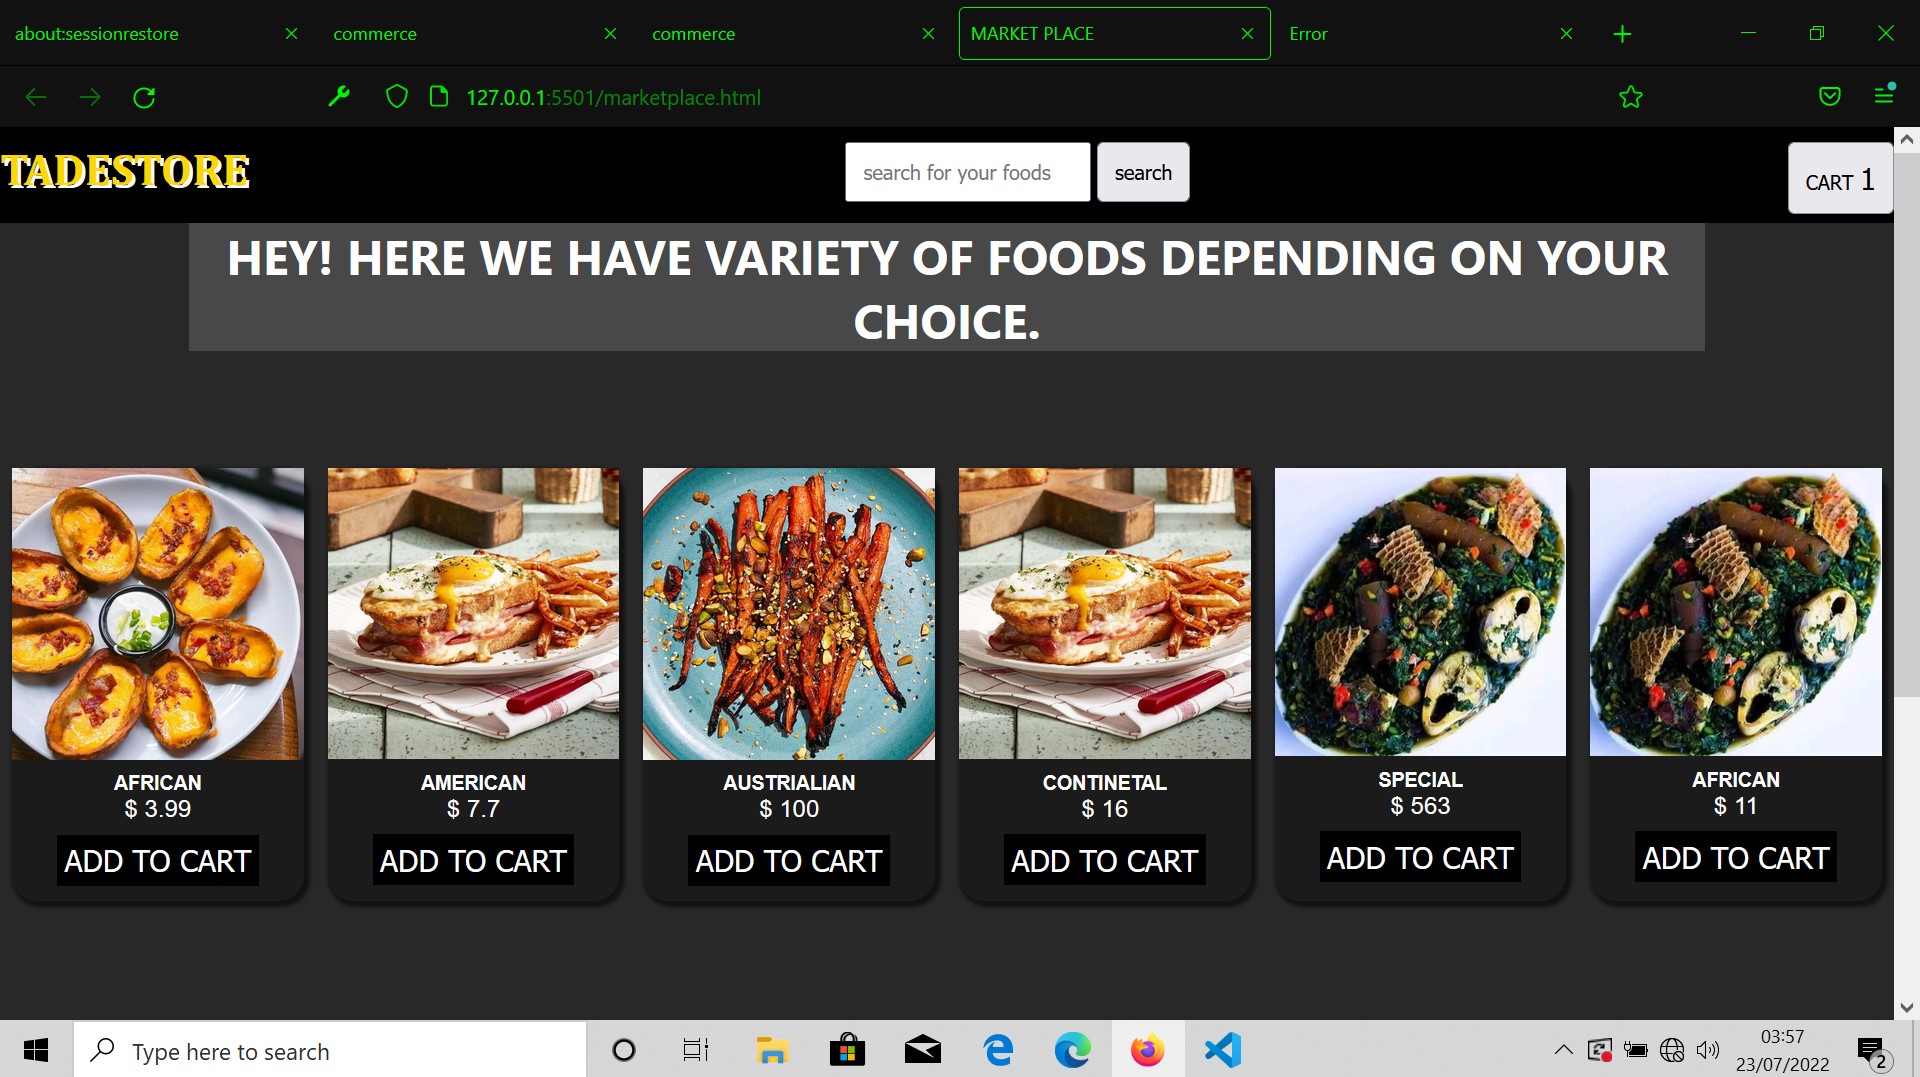 about:sessionrestore
commerce
commerce
MARKET PLACE
Error
127.0.0.1:5501/marketplace.html
TADESTORE
search for your foods
search
CART 1
HEY! HERE WE HAVE VARIETY OF FOODS DEPENDING ON YOUR
CHOICE.
AFRICAN
$ 3.99
ADD TO CART
AMERICAN
$ 7.7
ADD TO CART
AUSTRIALIAN
$ 100
ADD TO CART
CONTINETAL
$ 16
ADD TO CART
SPECIAL
$ 563
ADD TO CART
AFRICAN
$ 11
ADD TO CART
Type here to search
03:57
23/07/2022
2